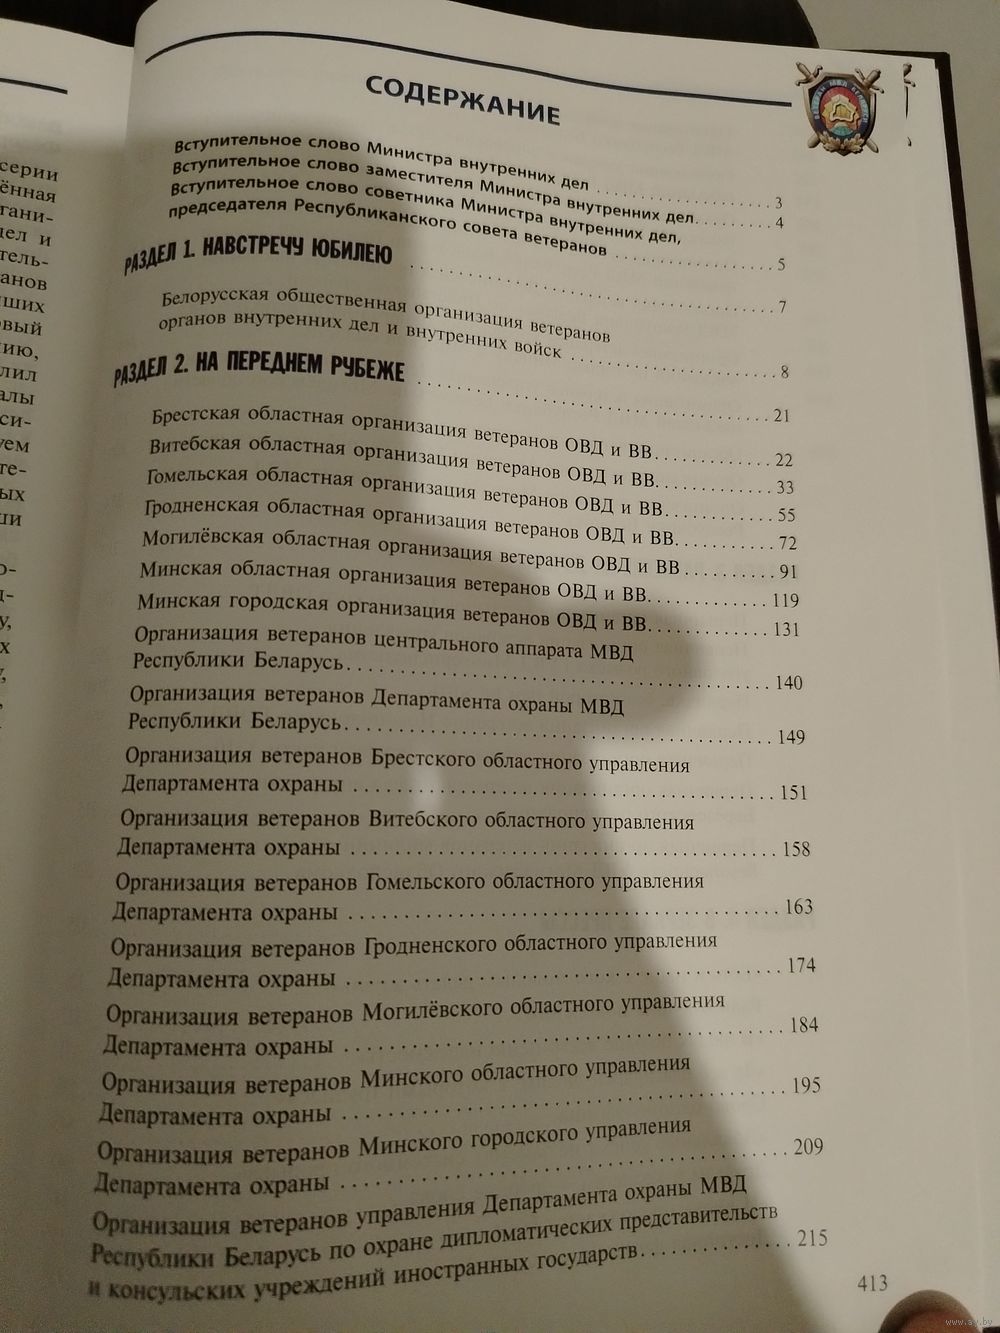 СОДЕРЖАНИЕ
Вступительное слово Министра внутренних дел . . . . . . . . . . . . . . . . . . 3
Вступительное слово заместителя Министра внутренних дел. . . . . . . . . 4
Вступительное слово советника Министра внутренних дел,
председателя Республиканского совета ветеранов . . . . . . . . . . . . . . . . 5
РАЗДЕЛ 1. НАВСТРЕЧУ ЮБИЛЕЮ . . . . . . . . . . . . . . . . . . . . . . . . . . . 7
Белорусская общественная организация ветеранов
органов внутренних дел и внутренних войск . . . . . . . . . . . . . . . . . . . 8
РАЗДЕЛ 2. НА ПЕРЕДНЕМ РУБЕЖЕ . . . . . . . . . . . . . . . . . . . . . . . . . . 21
Брестская областная организация ветеранов ОВД и ВВ. . . . . . . . . . . . 22
Витебская областная организация ветеранов ОВД и ВВ. . . . . . . . . . . . 33
Гомельская областная организация ветеранов ОВД и ВВ. . . . . . . . . . . 55
Гродненская областная организация ветеранов ОВД и ВВ. . . . . . . . . . 72
Могилёвская областная организация ветеранов ОВД и ВВ . . . . . . . . . 91
Минская областная организация ветеранов ОВД и ВВ. . . . . . . . . . . . 119
Минская городская организация ветеранов ОВД и ВВ. . . . . . . . . . . . 131
Организация ветеранов центрального аппарата МВД
Республики Беларусь. . . . . . . . . . . . . . . . . . . . . . . . . . . . . . . 140
Организация ветеранов Департамента охраны МВД
Республики Беларусь. . . . . . . . . . . . . . . . . . . . . . . . . . . . . . . 149
Организация ветеранов Брестского областного управления
Департамента охраны . . . . . . . . . . . . . . . . . . . . . . . . . . . . . . . 151
Организация ветеранов Витебского областного управления
Департамента охраны . . . . . . . . . . . . . . . . . . . . . . . . . . . . . . . 158
Организация ветеранов Гомельского областного управления
Департамента охраны . . . . . . . . . . . . . . . . . . . . . . . . . . . . . . . 163
Организация ветеранов Гродненского областного управления
Департамента охраны . . . . . . . . . . . . . . . . . . . . . . . . . . . . . . . 174
Организация ветеранов Могилёвского областного управления
Департамента охраны . . . . . . . . . . . . . . . . . . . . . . . . . . . . . . . 184
Организация ветеранов Минского областного управления
Департамента охраны . . . . . . . . . . . . . . . . . . . . . . . . . . . . . . . 195
Организация ветеранов Минского городского управления
Департамента охраны . . . . . . . . . . . . . . . . . . . . . . . . . . . . . . . 209
Организация ветеранов управления Департамента охраны МВД
Республики Беларусь по охране дипломатических представительств
и консульских учреждений иностранных государств. . . . . . . . . . . . . 215
413
www.ay.by